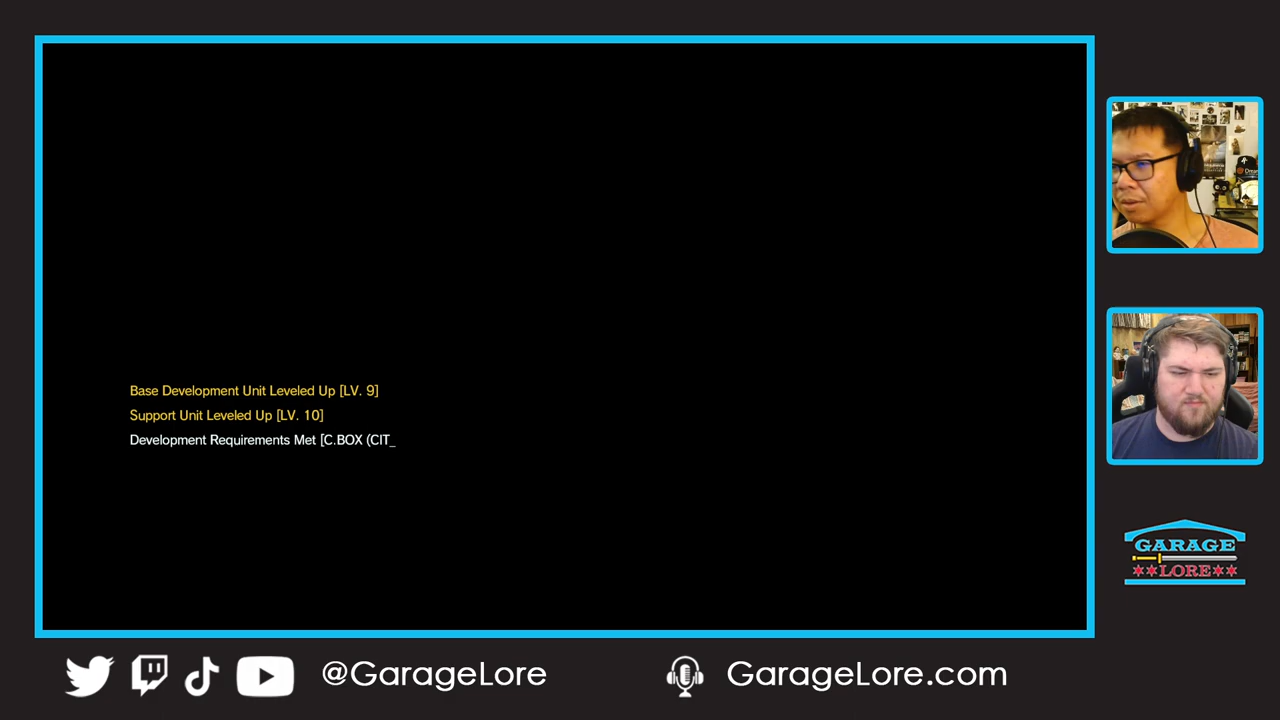 Base Development Unit Leveled Up [LV. 9]
Support Unit Leveled Up [LV. 10]
Development Requirements Met [C.BOX (CIT_
GARAGE
**LORE**
@GarageLore
GarageLore.com